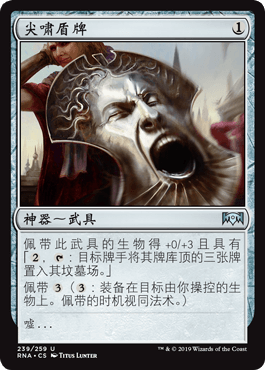 尖啸盾牌 1
神器～武具
佩带此武具的生物得+0/+3且具有
「2，T：目标牌手将其牌库顶的三张牌
置入其坟墓场。」
佩带3（3：装备在目标由你操控的生
物上。佩带的时机视同法术。）
嘘...
239/259 U
RNA • CS Titus Lunter
™ & © 2019 Wizards of the Coast